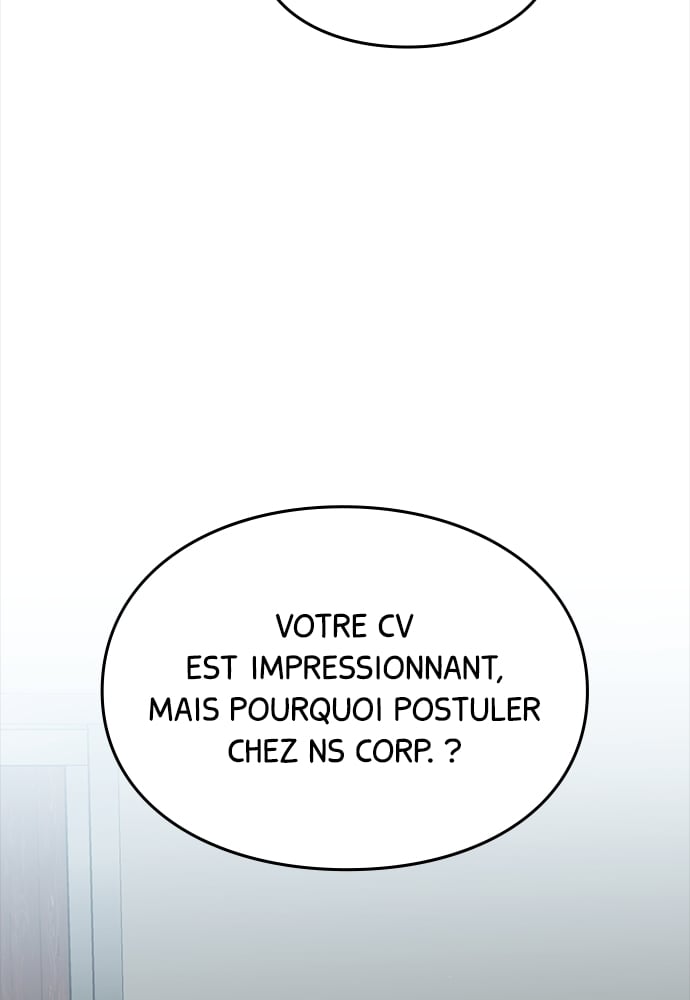 VOTRE CV
EST IMPRESSIONNANT,
MAIS POURQUOI POSTULER
CHEZ NS CORP. ?